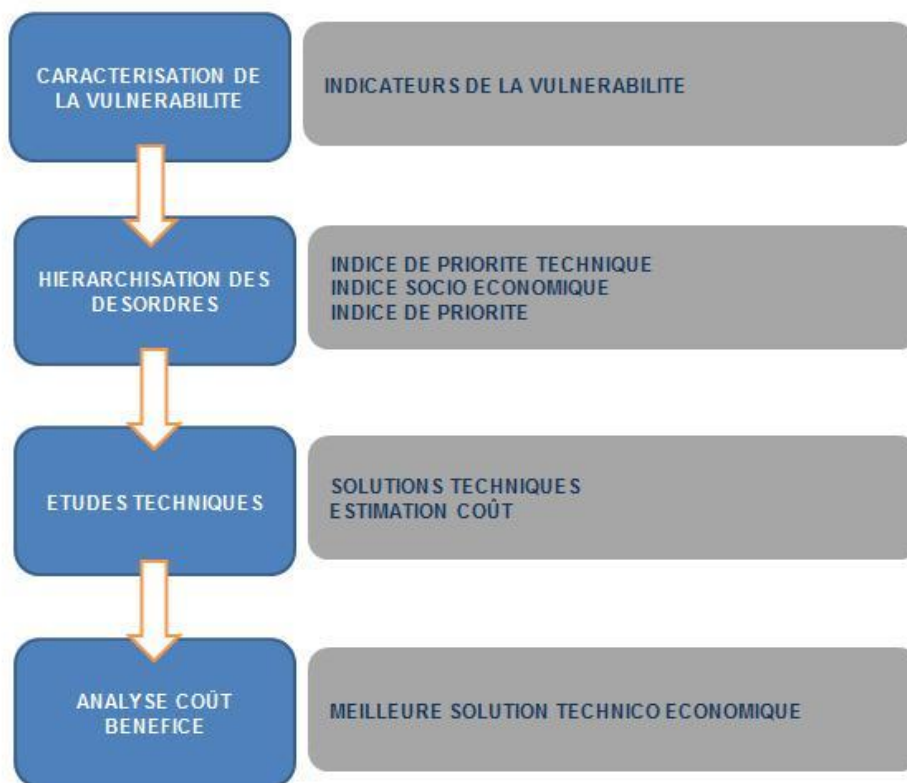 CARACTERISATION DE
LA VULNERABILITE
INDICATEURS DE LA VULNERABILITE
HIERARCHISATION DES
DESORDRES
INDICE DE PRIORITE TECHNIQUE
INDICE SOCIO ECONOMIQUE
INDICE DE PRIORITE
ETUDES TECHNIQUES
SOLUTIONS TECHNIQUES
ESTIMATION COÛT
ANALYSE COÛT
BENEFICE
MEILLEURE SOLUTION TECHNICO ECONOMIQUE